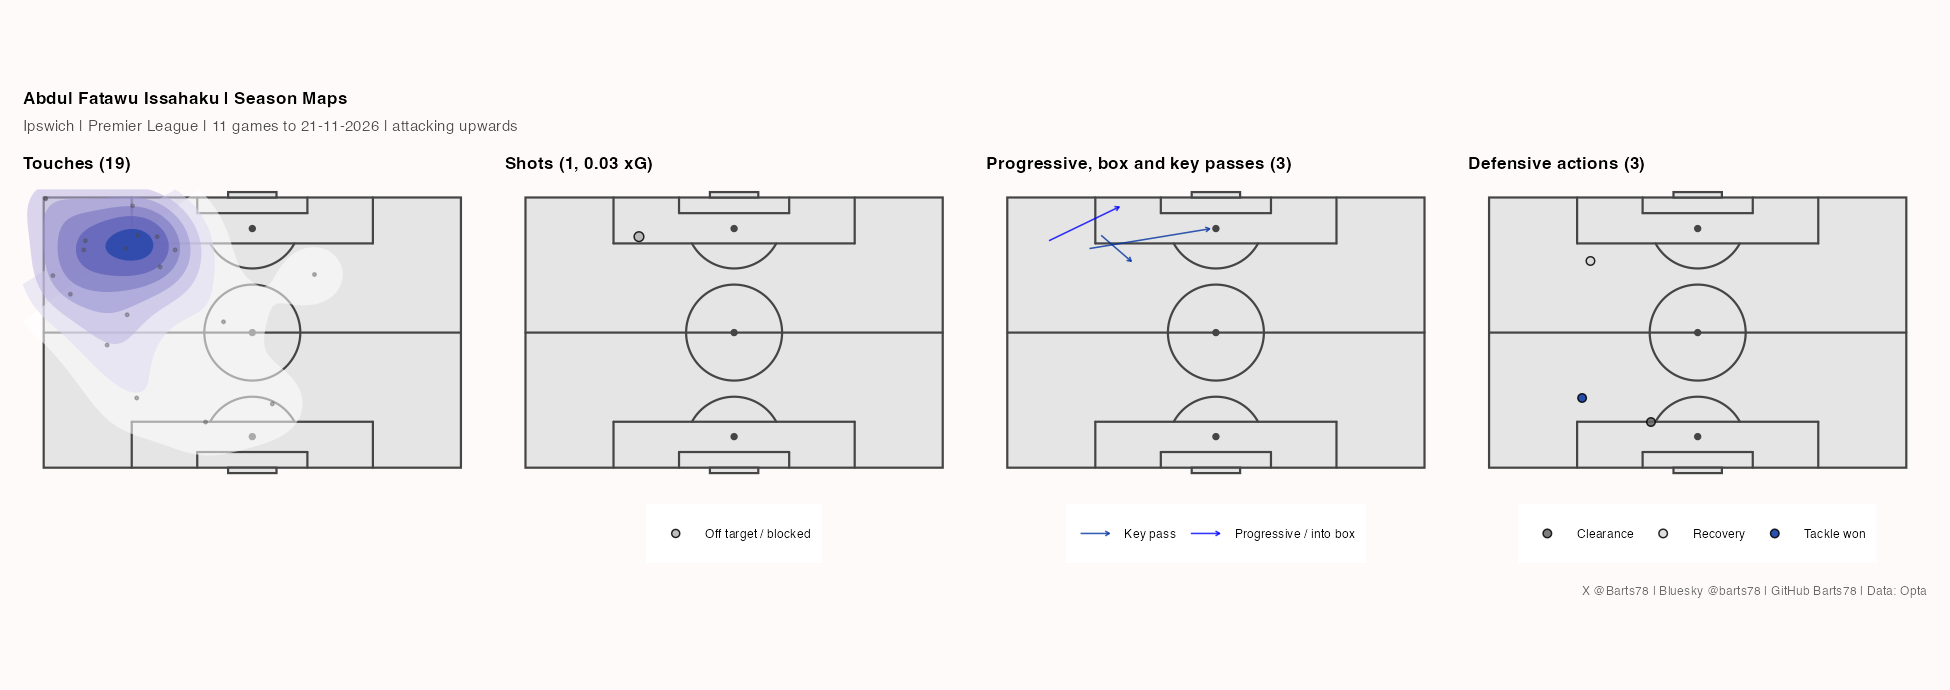 Abdul Fatawu Issahaku | Season Maps
Ipswich | Premier League | 11 games to 21-11-2026 | attacking upwards
Touches (19)
Shots (1, 0.03 xG)
Progressive, box and key passes (3)
Defensive actions (3)
Off target / blocked
Key pass
Progressive / into box
Clearance
Recovery
Tackle won
X @Barts78 | Bluesky @barts78 | GitHub Barts78 | Data: Opta